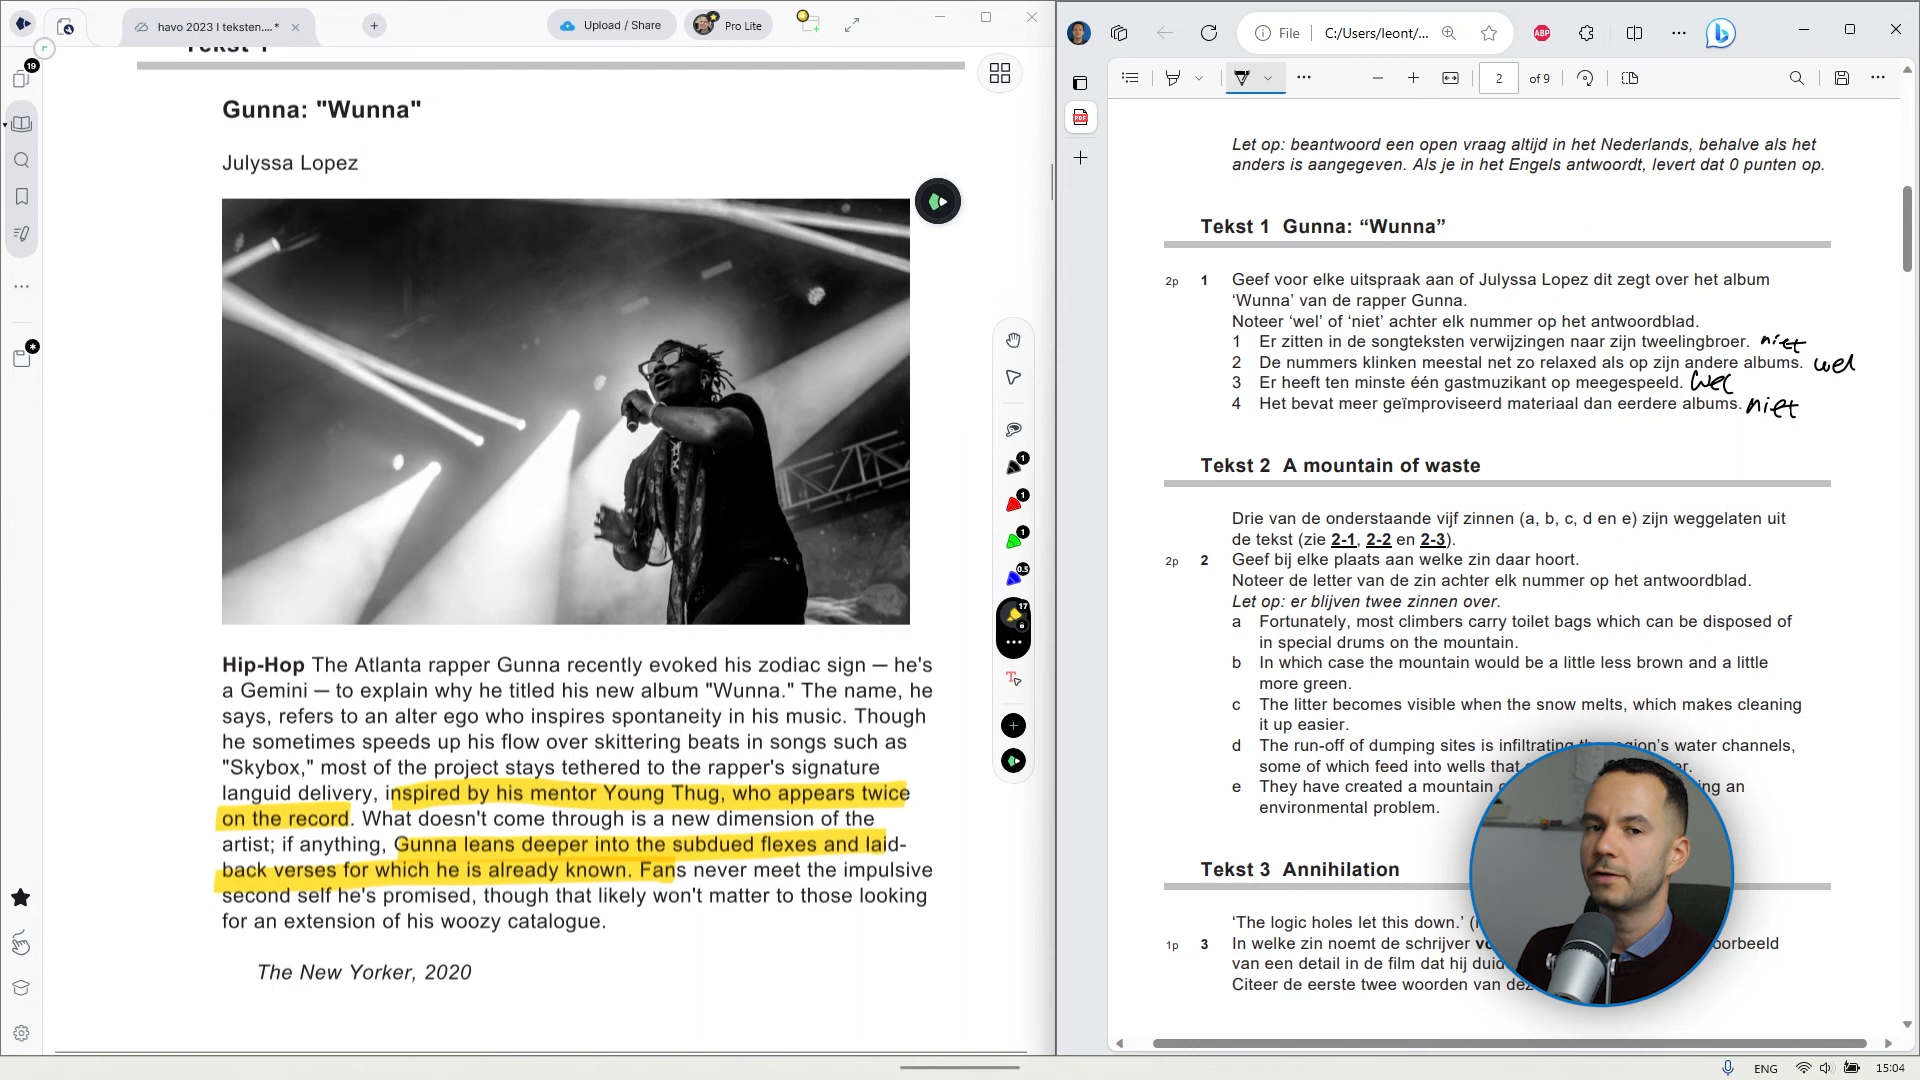 havo 2023 I teksten....*
Upload / Share
Pro Lite
19
Gunna: "Wunna"
Julyssa Lopez
Hip-Hop The Atlanta rapper Gunna recently evoked his zodiac sign — he's
a Gemini — to explain why he titled his new album "Wunna." The name, he
says, refers to an alter ego who inspires spontaneity in his music. Though
he sometimes speeds up his flow over skittering beats in songs such as
"Skybox," most of the project stays tethered to the rapper's signature
languid delivery, inspired by his mentor Young Thug, who appears twice
on the record. What doesn't come through is a new dimension of the
artist; if anything, Gunna leans deeper into the subdued flexes and laid-
back verses for which he is already known. Fans never meet the impulsive
second self he's promised, though that likely won't matter to those looking
for an extension of his woozy catalogue.
The New Yorker, 2020
1
1
1
0.5
17
File
C:/Users/leont/...
ABP
2
of 9
PDF
Let op: beantwoord een open vraag altijd in het Nederlands, behalve als het
anders is aangegeven. Als je in het Engels antwoordt, levert dat 0 punten op.
Tekst 1 Gunna: “Wunna”
2p 1 Geef voor elke uitspraak aan of Julyssa Lopez dit zegt over het album
‘Wunna’ van de rapper Gunna.
Noteer ‘wel’ of ‘niet’ achter elk nummer op het antwoordblad.
1 Er zitten in de songteksten verwijzingen naar zijn tweelingbroer. niet
2 De nummers klinken meestal net zo relaxed als op zijn andere albums. wel
3 Er heeft ten minste één gastmuzikant op meegespeeld. wel
4 Het bevat meer geïmproviseerd materiaal dan eerdere albums. niet
Tekst 2 A mountain of waste
Drie van de onderstaande vijf zinnen (a, b, c, d en e) zijn weggelaten uit
de tekst (zie 2-1, 2-2 en 2-3).
2p 2 Geef bij elke plaats aan welke zin daar hoort.
Noteer de letter van de zin achter elk nummer op het antwoordblad.
Let op: er blijven twee zinnen over.
a Fortunately, most climbers carry toilet bags which can be disposed of
in special drums on the mountain.
b In which case the mountain would be a little less brown and a little
more green.
c The litter becomes visible when the snow melts, which makes cleaning
it up easier.
d The run-off of dumping sites is infiltrating the region’s water channels,
some of which feed into wells that
e They have created a mountain an
environmental problem.
Tekst 3 Annihilation
‘The logic holes let this down.’
1p 3 In welke zin noemt de schrijver
van een detail in de film dat hij
Citeer de eerste twee woorden van
ENG
15:04